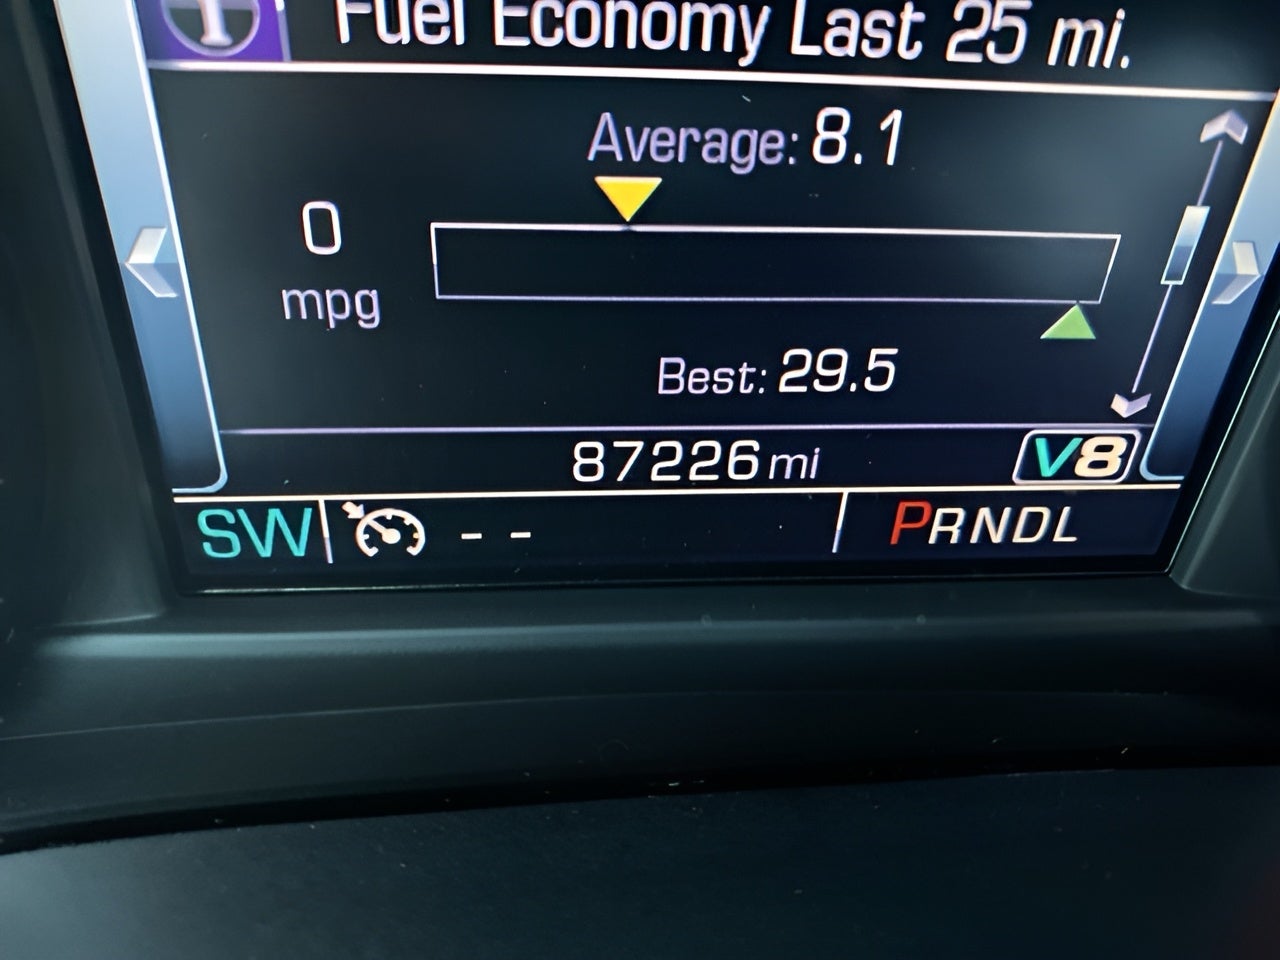 Fuel Economy Last 25 mi.
Average: 8.1
0
mpg
Best: 29.5
87226 mi V8
SW - - PRNDL